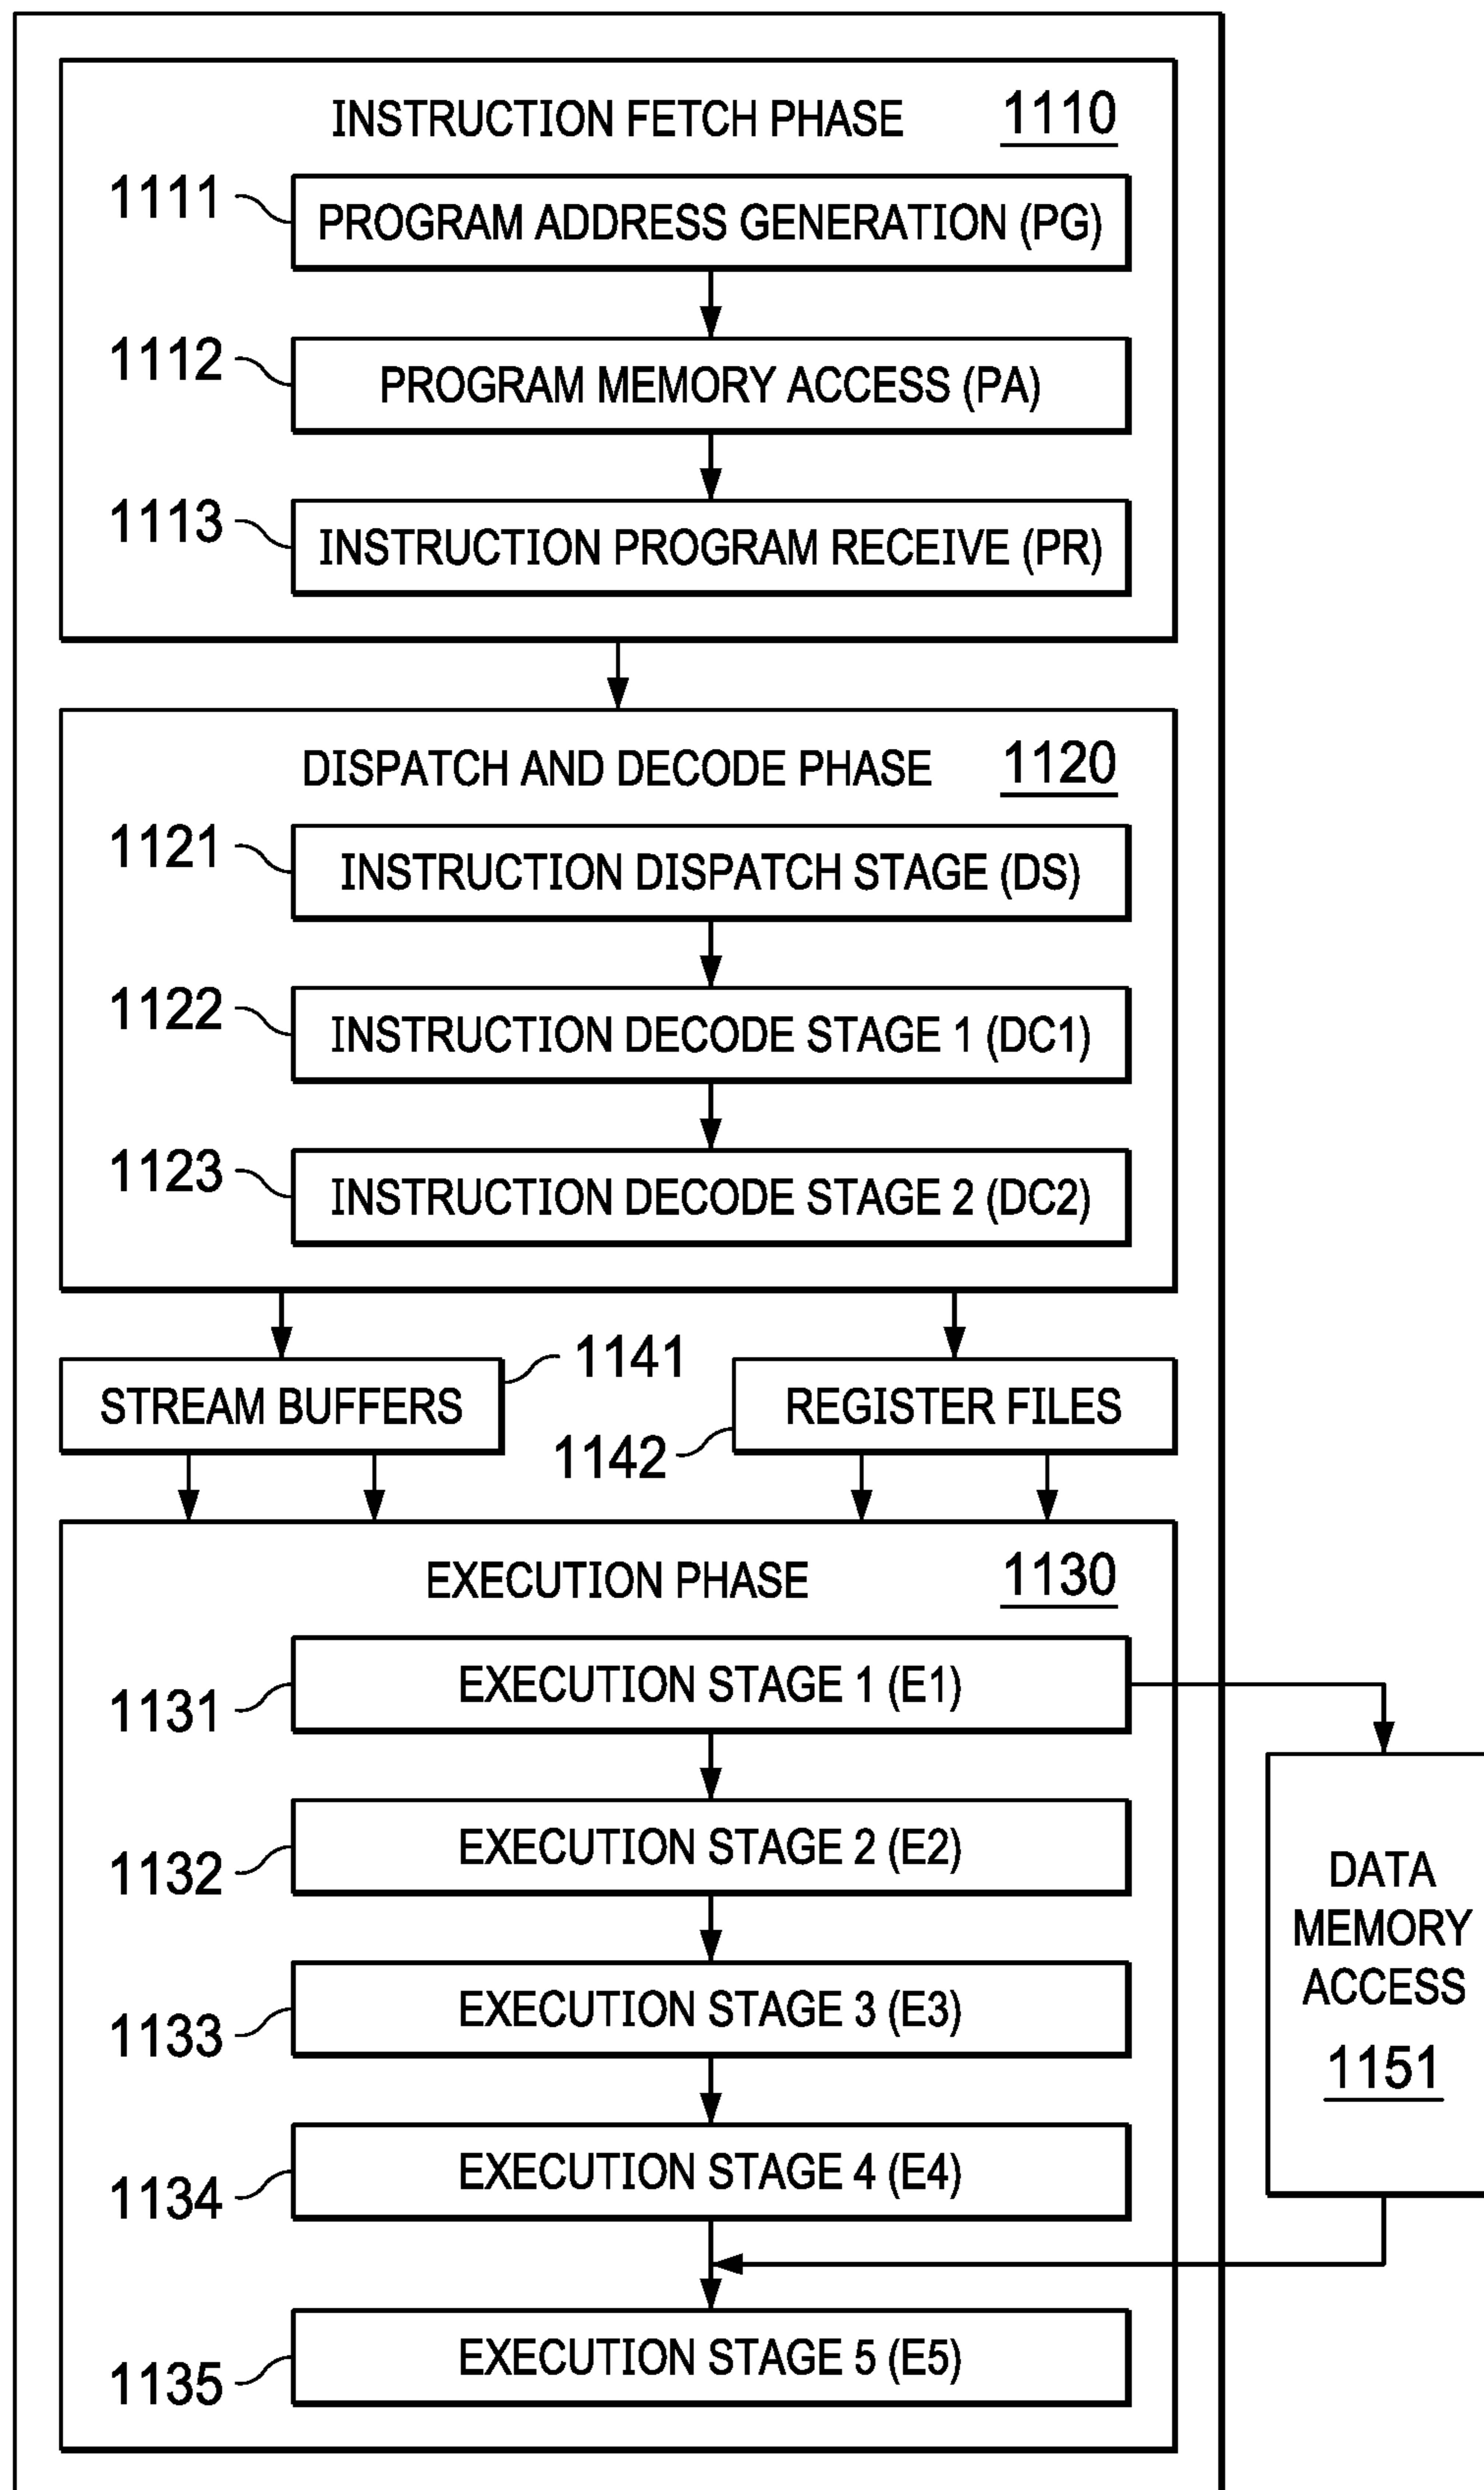 INSTRUCTION FETCH PHASE 1110
1111 PROGRAM ADDRESS GENERATION (PG)
1112 PROGRAM MEMORY ACCESS (PA)
1113 INSTRUCTION PROGRAM RECEIVE (PR)
DISPATCH AND DECODE PHASE 1120
1121 INSTRUCTION DISPATCH STAGE (DS)
1122 INSTRUCTION DECODE STAGE 1 (DC1)
1123 INSTRUCTION DECODE STAGE 2 (DC2)
STREAM BUFFERS 1141
1142 REGISTER FILES
EXECUTION PHASE 1130
1131 EXECUTION STAGE 1 (E1)
1132 EXECUTION STAGE 2 (E2)
1133 EXECUTION STAGE 3 (E3)
1134 EXECUTION STAGE 4 (E4)
1135 EXECUTION STAGE 5 (E5)
DATA
MEMORY
ACCESS
1151